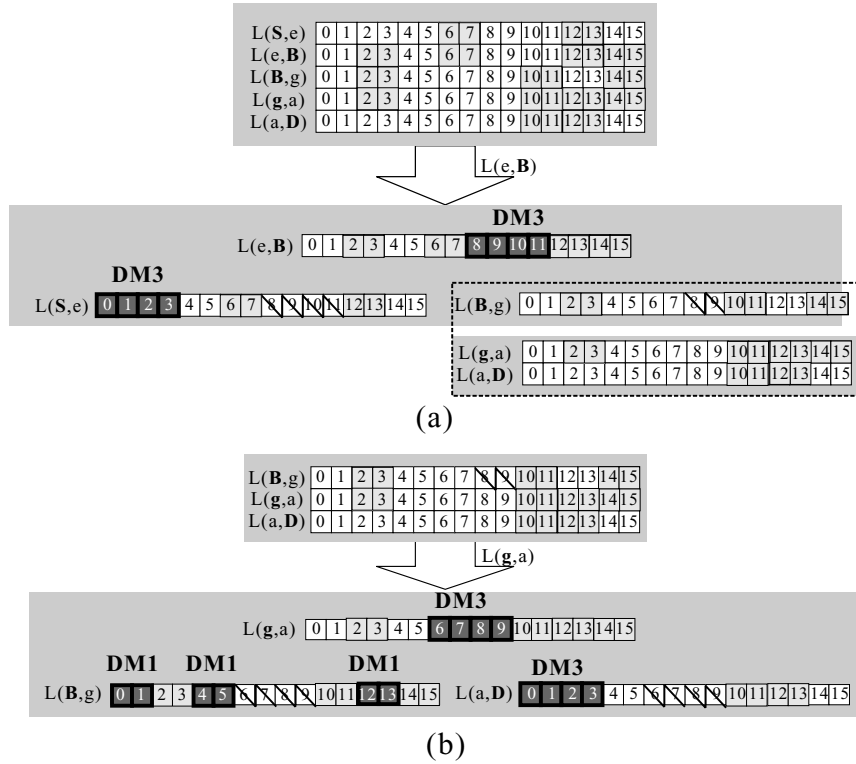 L(S,e) 0 1 2 3 4 5 6 7 8 9 10 11 12 13 14 15
L(e,B) 0 1 2 3 4 5 6 7 8 9 10 11 12 13 14 15
L(B,g) 0 1 2 3 4 5 6 7 8 9 10 11 12 13 14 15
L(g,a) 0 1 2 3 4 5 6 7 8 9 10 11 12 13 14 15
L(a,D) 0 1 2 3 4 5 6 7 8 9 10 11 12 13 14 15
L(e,B)
DM3
L(e,B) 0 1 2 3 4 5 6 7 8 9 10 11 12 13 14 15
DM3
L(S,e) 0 1 2 3 4 5 6 7 8 9 10 11 12 13 14 15
L(B,g) 0 1 2 3 4 5 6 7 8 9 10 11 12 13 14 15
L(g,a) 0 1 2 3 4 5 6 7 8 9 10 11 12 13 14 15
L(a,D) 0 1 2 3 4 5 6 7 8 9 10 11 12 13 14 15
(a)
L(B,g) 0 1 2 3 4 5 6 7 8 9 10 11 12 13 14 15
L(g,a) 0 1 2 3 4 5 6 7 8 9 10 11 12 13 14 15
L(a,D) 0 1 2 3 4 5 6 7 8 9 10 11 12 13 14 15
L(g,a)
DM3
L(g,a) 0 1 2 3 4 5 6 7 8 9 10 11 12 13 14 15
DM1 DM1 DM1
L(B,g) 0 1 2 3 4 5 6 7 8 9 10 11 12 13 14 15
DM3
L(a,D) 0 1 2 3 4 5 6 7 8 9 10 11 12 13 14 15
(b)